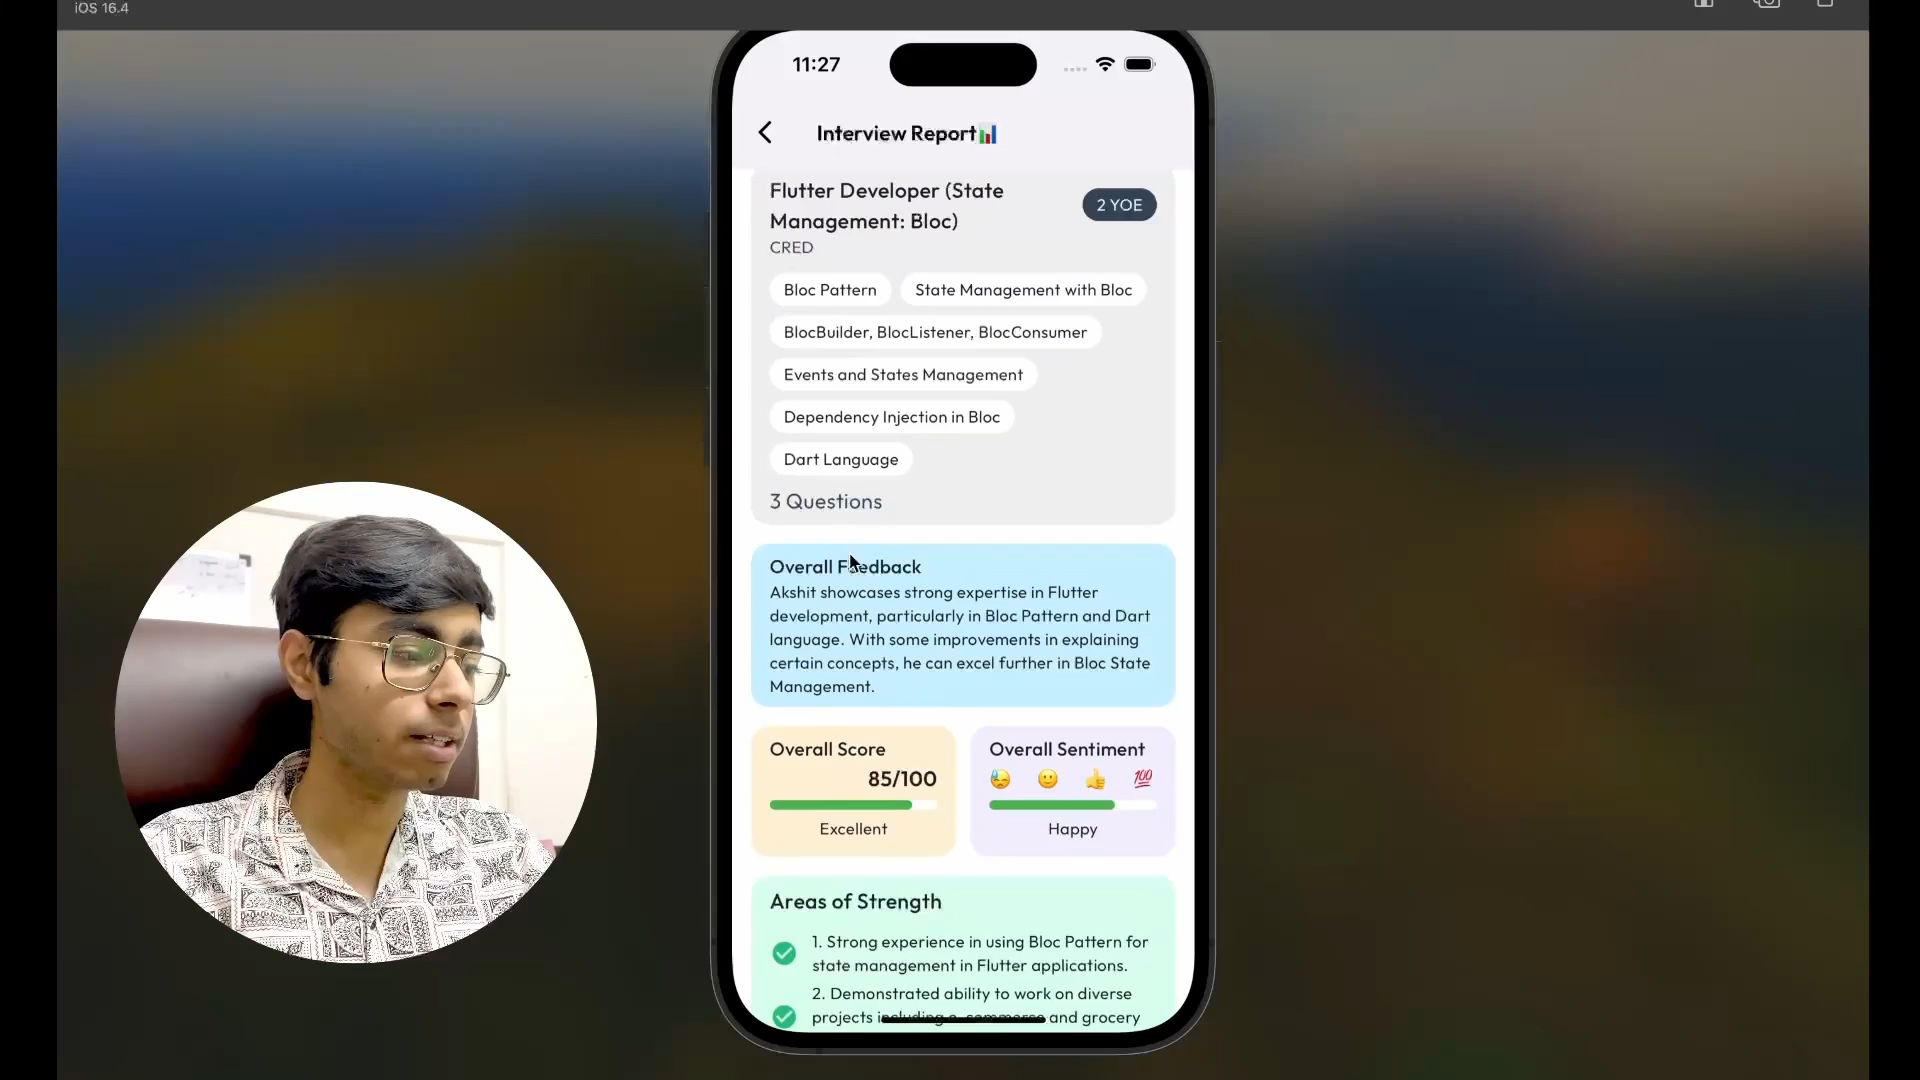 iOS 16.4
11:27
Interview Report
Flutter Developer (State
Management: Bloc)
2 YOE
CRED
Bloc Pattern
State Management with Bloc
BlocBuilder, BlocListener, BlocConsumer
Events and States Management
Dependency Injection in Bloc
Dart Language
3 Questions
Overall Feedback
Akshit showcases strong expertise in Flutter
development, particularly in Bloc Pattern and Dart
language. With some improvements in explaining
certain concepts, he can excel further in Bloc State
Management.
Overall Score
85/100
Excellent
Overall Sentiment
💯
Happy
Areas of Strength
1. Strong experience in using Bloc Pattern for
state management in Flutter applications.
2. Demonstrated ability to work on diverse
projects including e-commerce and grocery